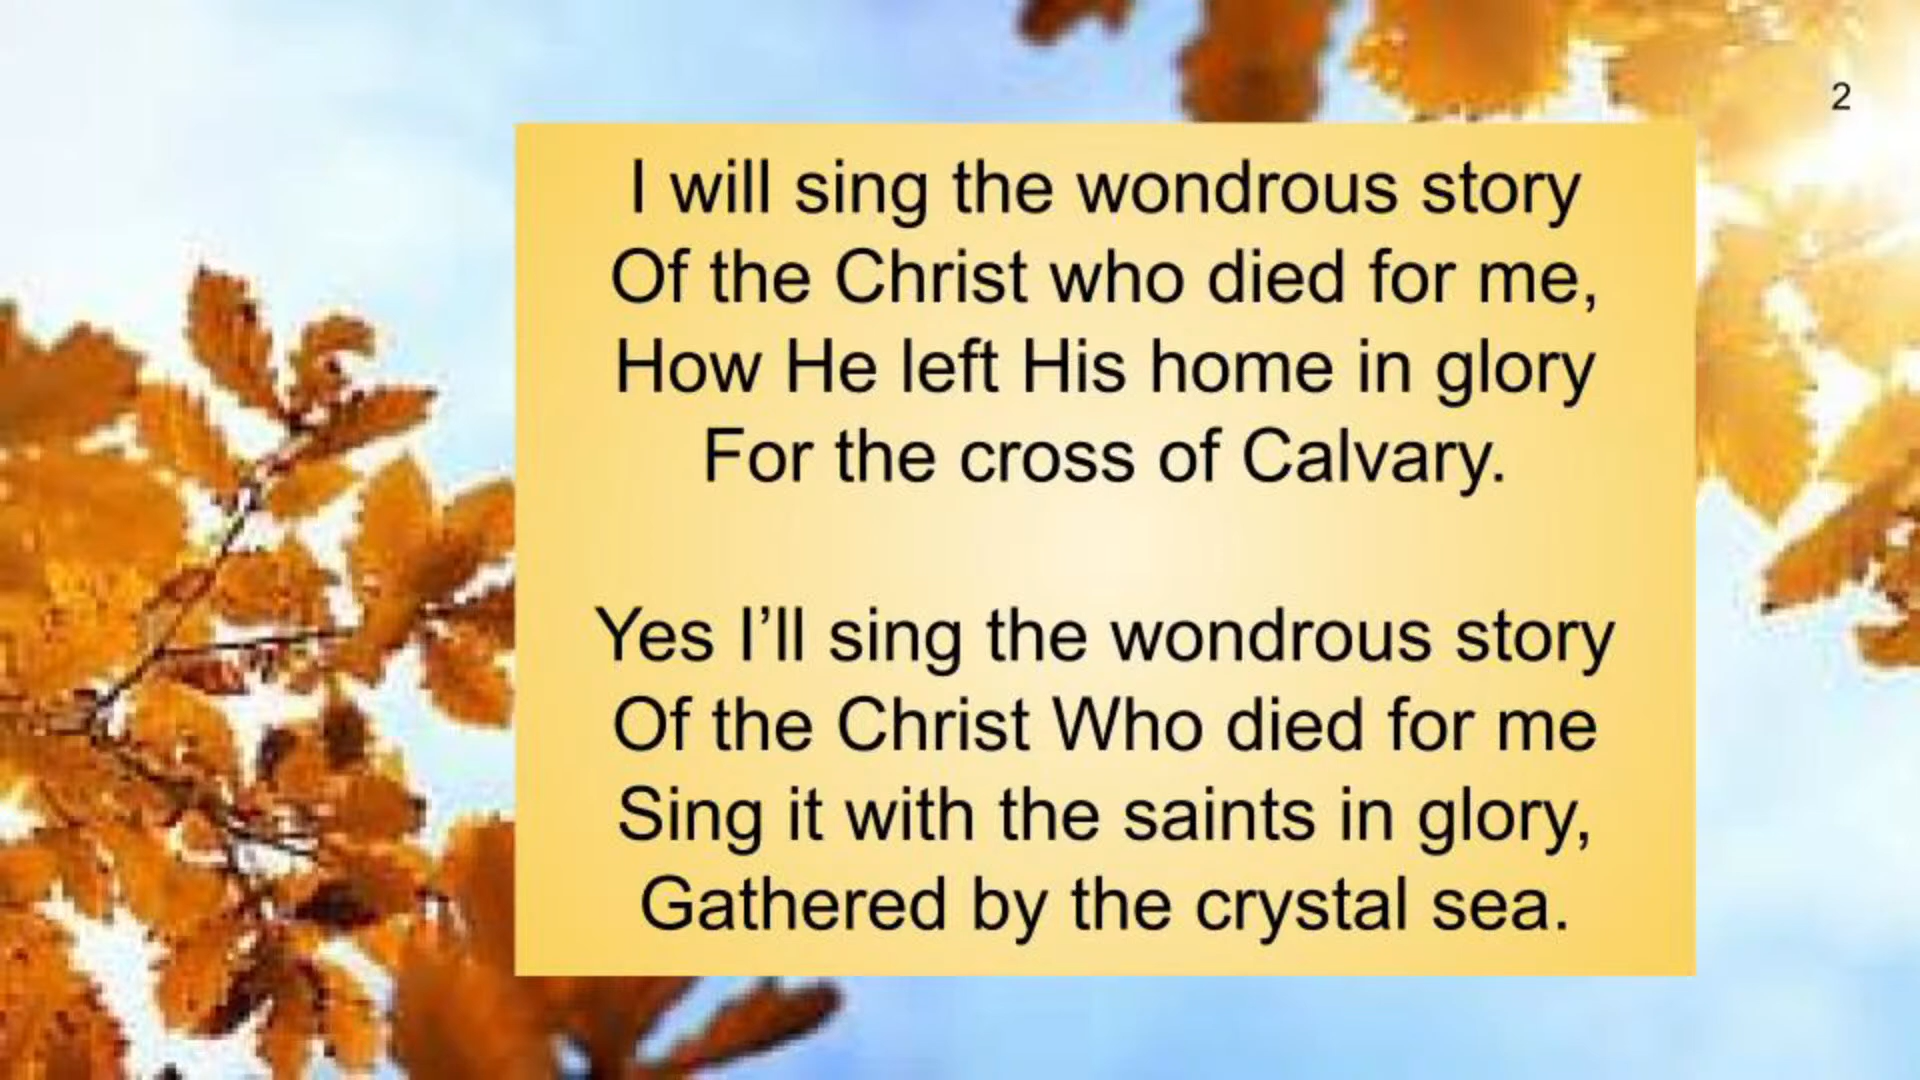 2
I will sing the wondrous story
Of the Christ who died for me,
How He left His home in glory
For the cross of Calvary.
Yes I’ll sing the wondrous story
Of the Christ Who died for me
Sing it with the saints in glory,
Gathered by the crystal sea.